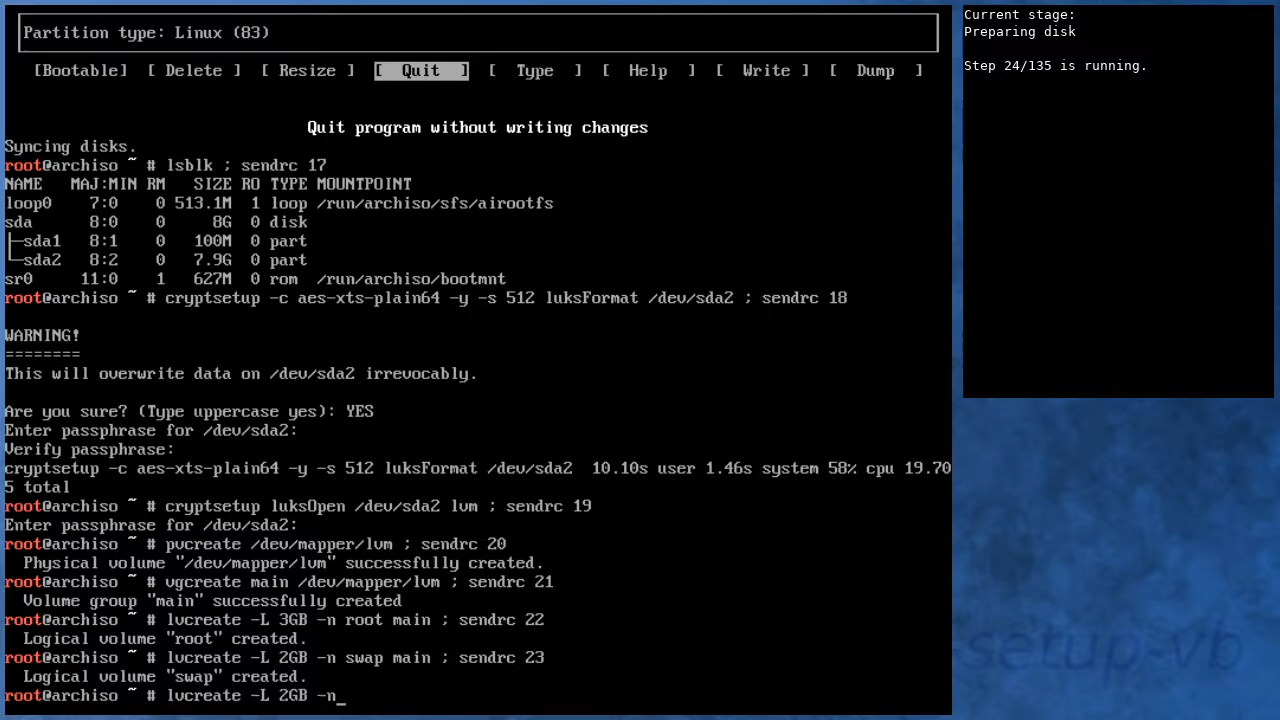 Partition type: Linux (83)
[Bootable] [ Delete ] [ Resize ] [ Quit ] [ Type ] [ Help ] [ Write ] [ Dump ]
Quit program without writing changes
Syncing disks.
root@archiso ~ # lsblk ; sendrc 17
NAME MAJ:MIN RM SIZE RO TYPE MOUNTPOINT
loop0 7:0 0 513.1M 1 loop /run/archiso/sfs/airootfs
sda 8:0 0 8G 0 disk
├─sda1 8:1 0 100M 0 part
└─sda2 8:2 0 7.9G 0 part
sr0 11:0 1 627M 0 rom /run/archiso/bootmnt
root@archiso ~ # cryptsetup -c aes-xts-plain64 -y -s 512 luksFormat /dev/sda2 ; sendrc 18
WARNING!
========
This will overwrite data on /dev/sda2 irrevocably.
Are you sure? (Type uppercase yes): YES
Enter passphrase for /dev/sda2:
Verify passphrase:
cryptsetup -c aes-xts-plain64 -y -s 512 luksFormat /dev/sda2 10.10s user 1.46s system 58% cpu 19.70
5 total
root@archiso ~ # cryptsetup luksOpen /dev/sda2 lvm ; sendrc 19
Enter passphrase for /dev/sda2:
root@archiso ~ # pvcreate /dev/mapper/lvm ; sendrc 20
Physical volume "/dev/mapper/lvm" successfully created.
root@archiso ~ # vgcreate main /dev/mapper/lvm ; sendrc 21
Volume group "main" successfully created
root@archiso ~ # lvcreate -L 3GB -n root main ; sendrc 22
Logical volume "root" created.
root@archiso ~ # lvcreate -L 2GB -n swap main ; sendrc 23
Logical volume "swap" created.
root@archiso ~ # lvcreate -L 2GB -n_
Current stage:
Preparing disk
Step 24/135 is running.
setup-vb